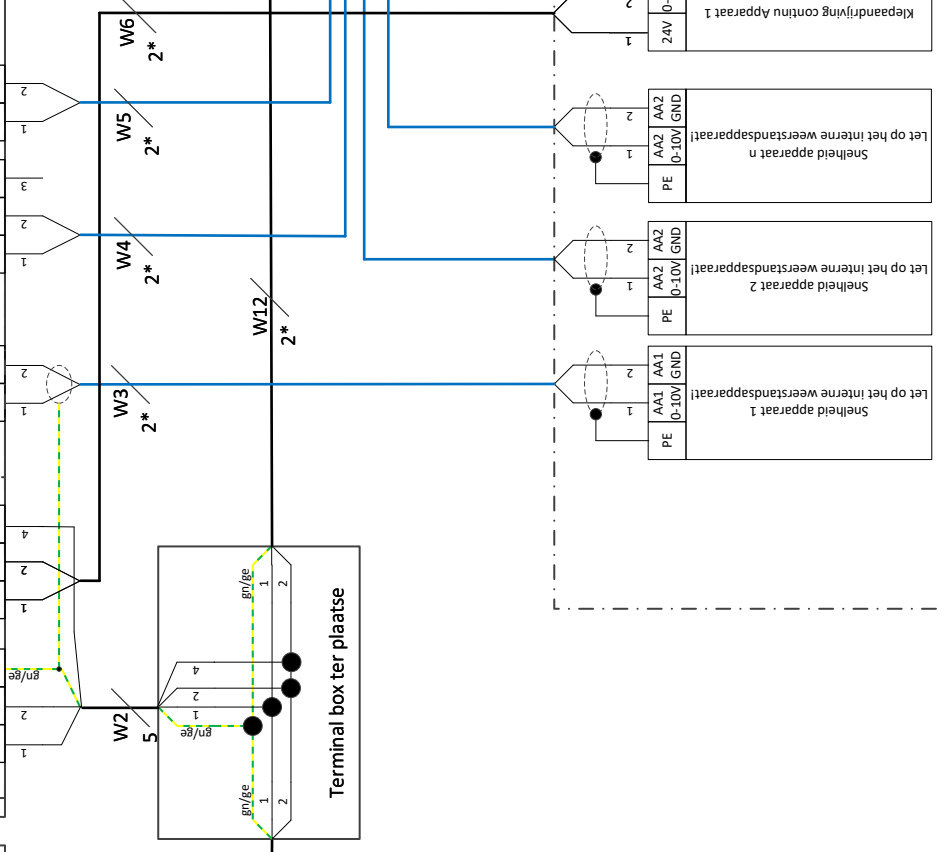 W6
2*
2
0-
1
24V
Klepaandrijving continu Apparaat 1
2
1
W5
2*
2
1
AA2
GND
AA2
0-10V
PE
Snelheid apparaat n
Let op het interne weerstandsapparaat!
3
2
1
W4
2*
2
1
AA2
GND
AA2
0-10V
PE
Snelheid apparaat 2
Let op het interne weerstandsapparaat!
W12
2*
2
1
W3
2*
2
1
AA1
GND
AA1
0-10V
PE
Snelheid apparaat 1
Let op het interne weerstandsapparaat!
4
2
1
gn/ge
2
1
W2
5
gn/ge
1
2
4
2
1
gn/ge
gn/ge
1
2
Terminal box ter plaatse